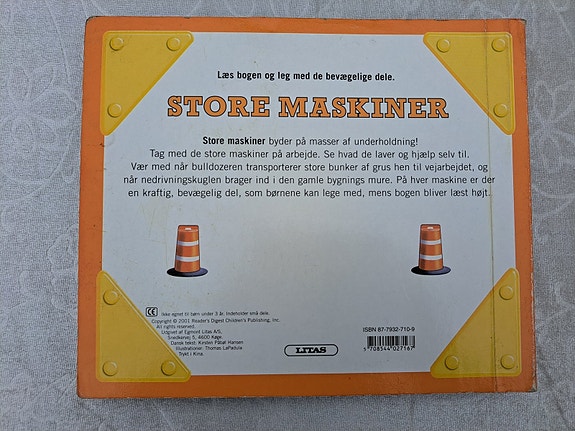 Læs bogen og leg med de bevægelige dele.
STORE MASKINER
Store maskiner byder på masser af underholdning!
Tag med de store maskiner på arbejde. Se hvad de laver og hjælp selv til.
Vær med når bulldozeren transporterer store bunker af grus hen til vejarbejdet, og
når nedrivningskuglen brager ind i den gamle bygnings mure. På hver maskine er der
en kraftig, bevægelig del, som børnene kan lege med, mens bogen bliver læst højt.
CE Ikke egnet til børn under 3 år. Indeholder små dele.
Copyright © 2001 Reader's Digest Children's Publishing, Inc.
All rights reserved.
Udgivet af Egmont Litas A/S,
Snedkervej 5, 4600 Køge.
Dansk tekst: Kirsten Påbøl Hansen
Illustrationer: Thomas LaPadula
Trykt i Kina
LITAS
ISBN 87-7932-710-9
9 708544 027167